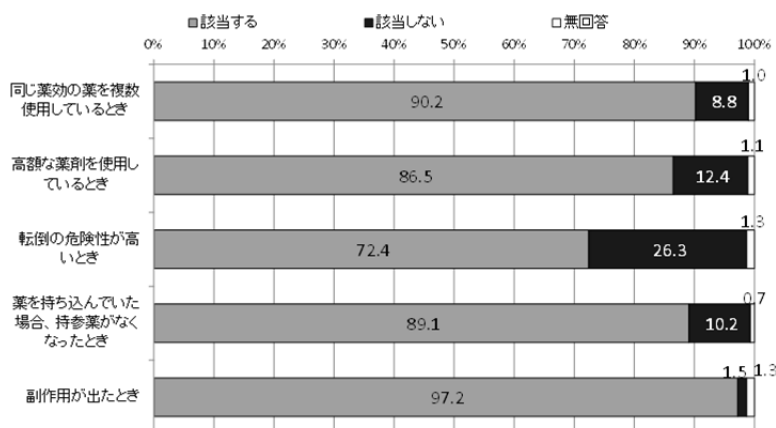 ■該当する ■該当しない □無回答
0% 10% 20% 30% 40% 50% 60% 70% 80% 90% 100%
同じ薬効の薬を複数
使用しているとき
90.2 8.8 1.0
高額な薬剤を使用し
ているとき
86.5 12.4 1.1
転倒の危険性が高
いとき
72.4 26.3 1.3
薬を持ち込んでいた
場合、持参薬がなく
なったとき
89.1 10.2 0.7
副作用が出たとき
97.2 1.5 1.3